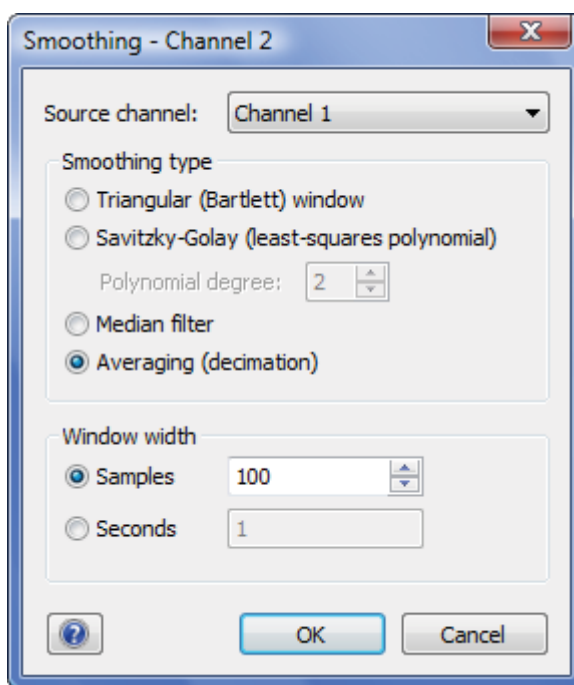 Smoothing - Channel 2
Source channel: Channel 1
Smoothing type
Triangular (Bartlett) window
Savitzky-Golay (least-squares polynomial)
Polynomial degree: 2
Median filter
Averaging (decimation)
Window width
Samples 100
Seconds 1
OK Cancel